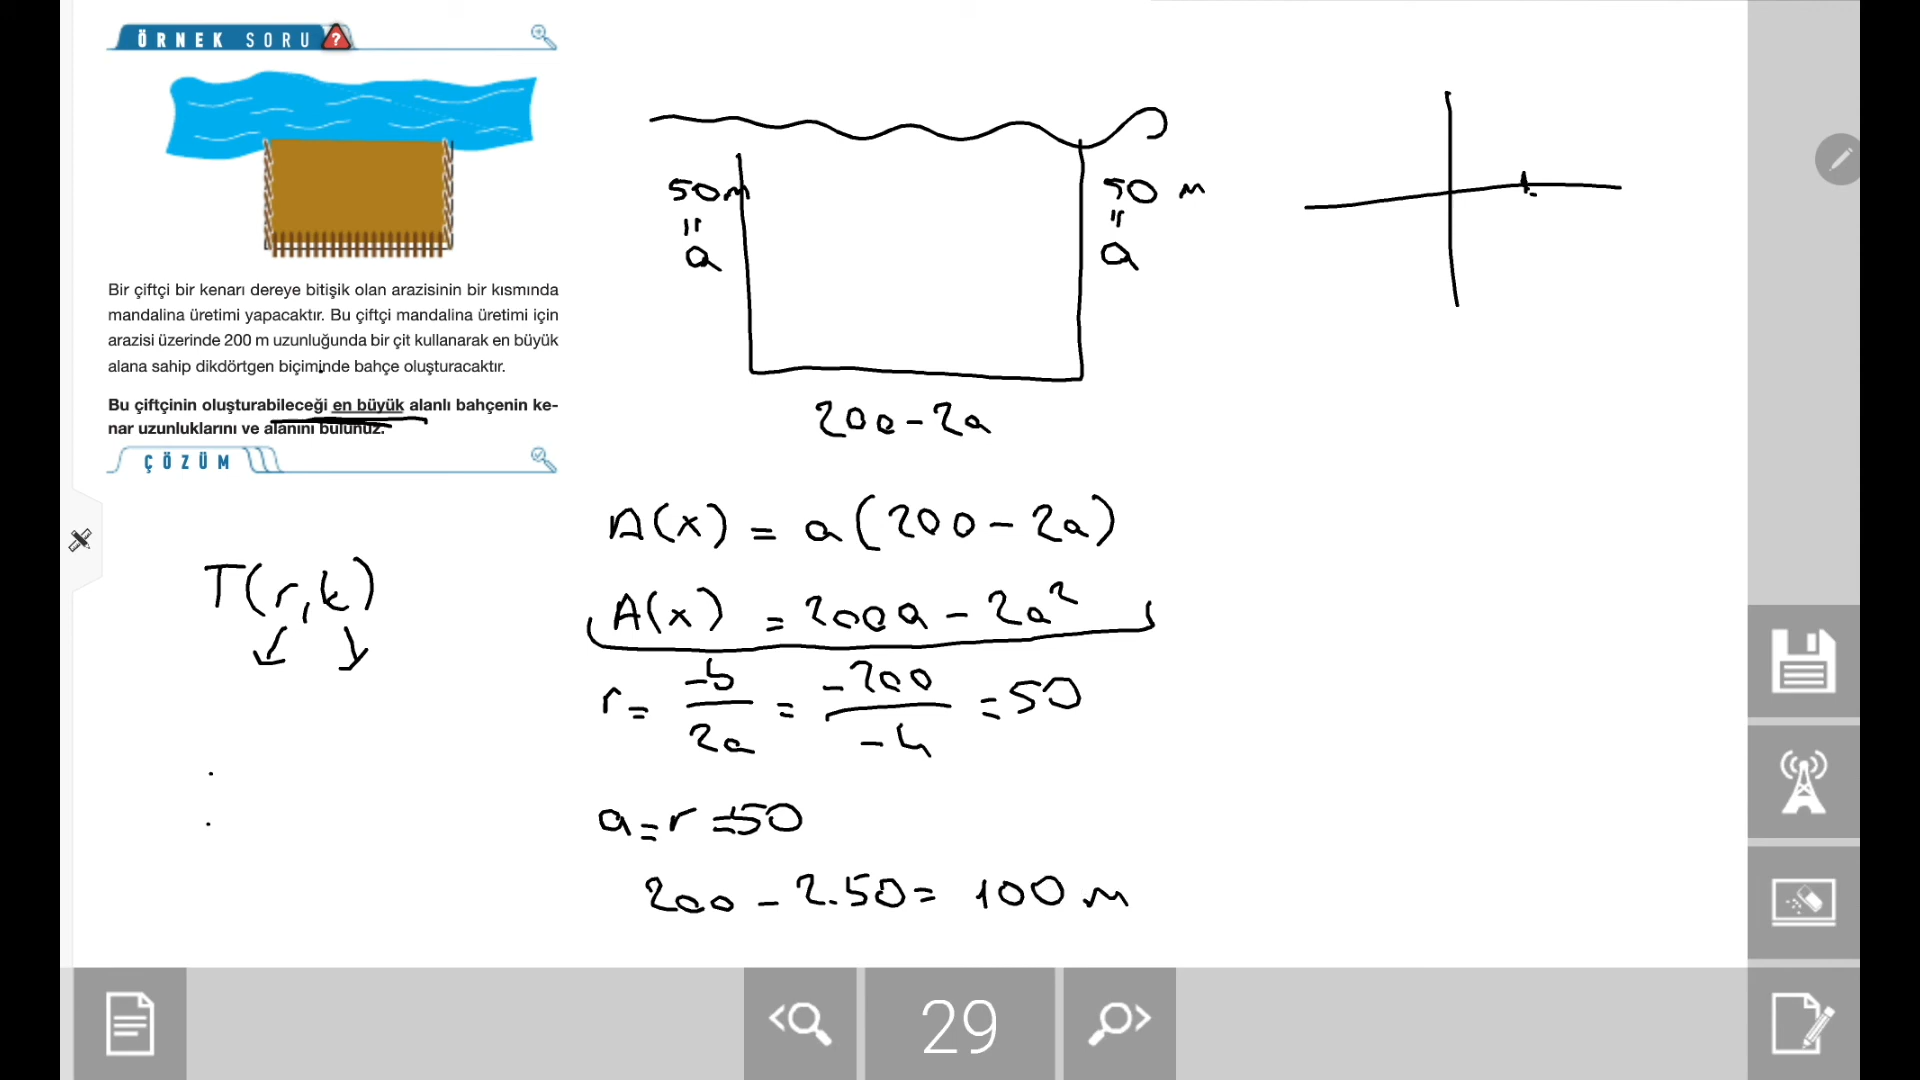 ÖRNEK SORU ?
Bir çiftçi bir kenarı dereye bitişik olan arazisinin bir kısmında
mandalina üretimi yapacaktır. Bu çiftçi mandalina üretimi için
arazisi üzerinde 200 m uzunluğunda bir çit kullanarak en büyük
alana sahip dikdörtgen biçiminde bahçe oluşturacaktır.
Bu çiftçinin oluşturabileceği en büyük alanlı bahçenin ke-
nar uzunluklarını ve alanını bulunuz.
ÇÖZÜM
T(r,k)
50m
=
a
50 m
=
a
200-2a
A(x) = a(200-2a)
A(x) = 200a - 2a²
r = -b/2a = -200/-4 = 50
a = r = 50
200 - 2.50 = 100 m
29